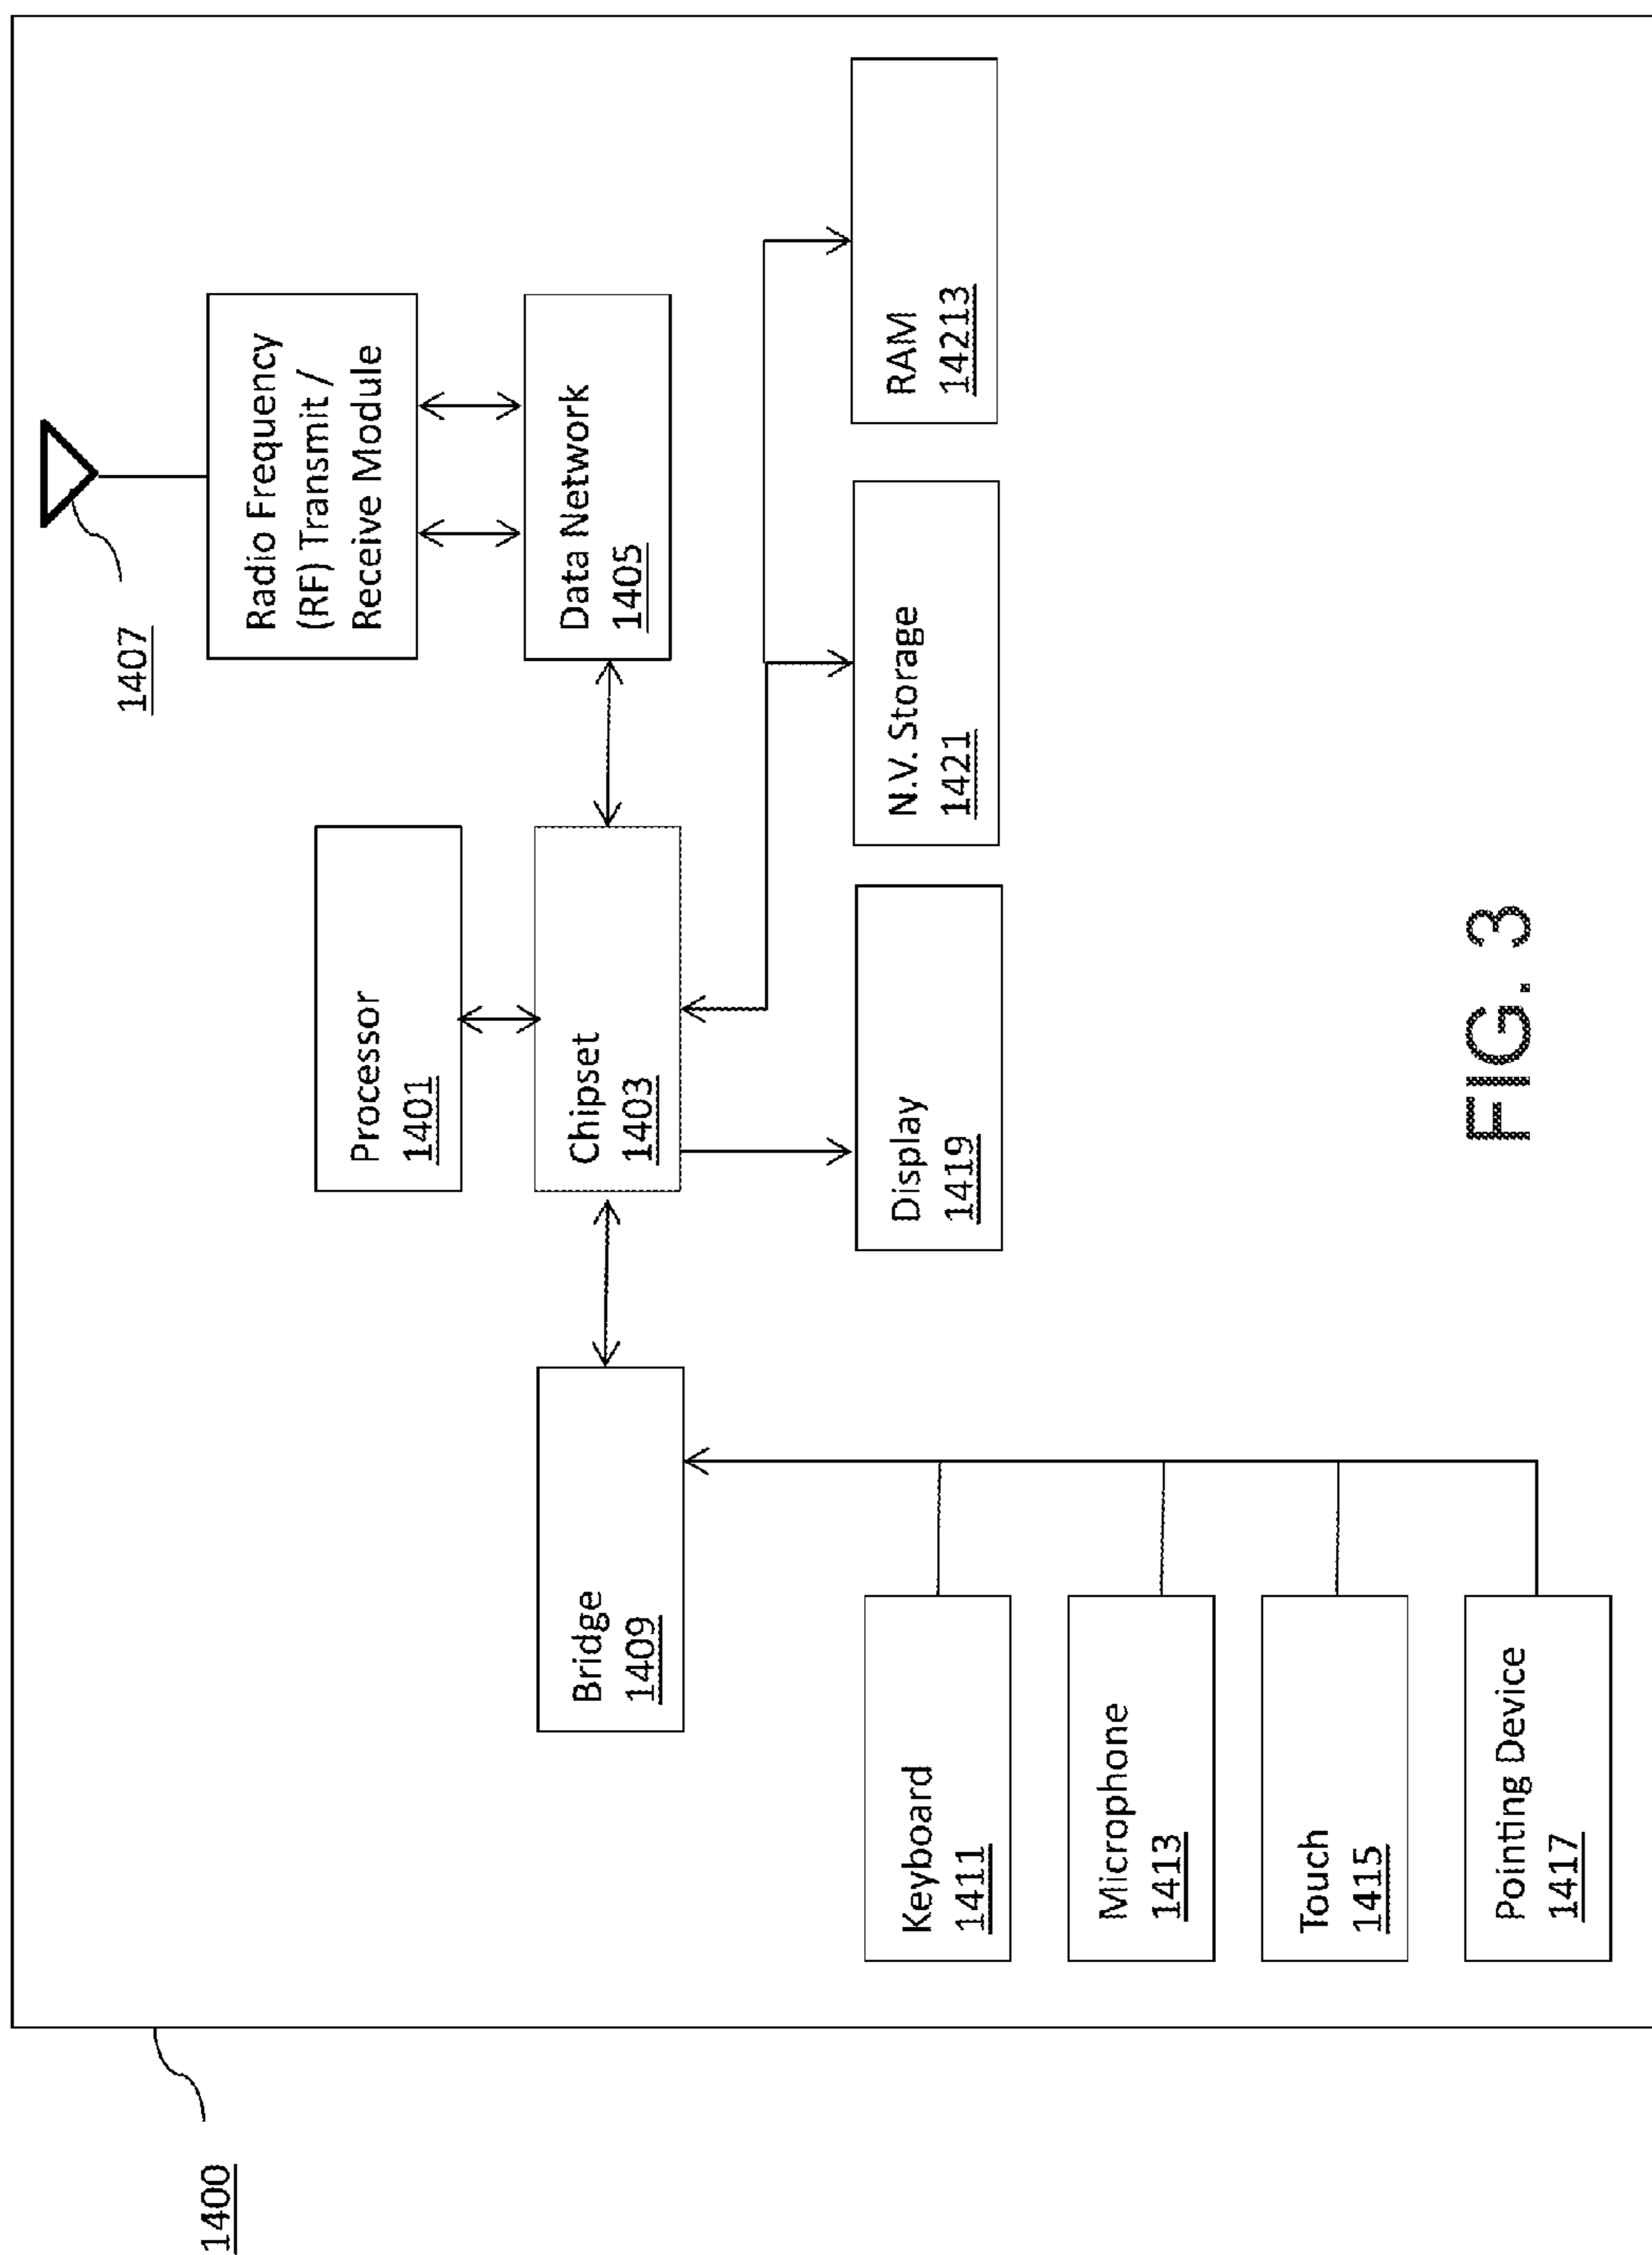 1400
1407
Radio Frequency
(RF) Transmit /
Receive Module
Processor
1401
Bridge
1409
Chipset
1403
Data Network
1405
Keyboard
1411
Display
1419
N.V. Storage
1421
RAM
14213
Microphone
1413
Touch
1415
Pointing Device
1417
FIG. 3